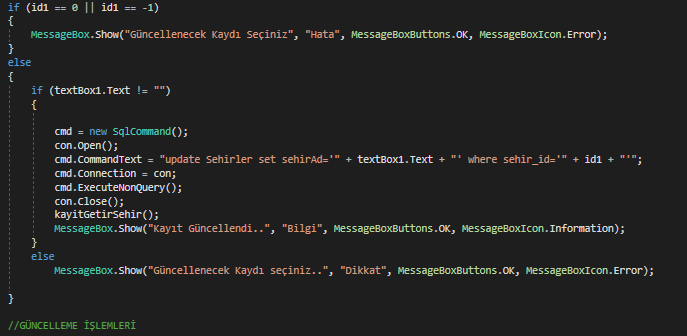 if (id1 == 0 || id1 == -1)
{
MessageBox.Show("Güncellenecek Kaydı Seçiniz", "Hata", MessageBoxButtons.OK, MessageBoxIcon.Error);
}
else
{
if (textBox1.Text != "")
{
cmd = new SqlCommand();
con.Open();
cmd.CommandText = "update Sehirler set sehirAd='" + textBox1.Text + "' where sehir_id='" + id1 + "'";
cmd.Connection = con;
cmd.ExecuteNonQuery();
con.Close();
kayitGetirSehir();
MessageBox.Show("Kayıt Güncellendi..", "Bilgi", MessageBoxButtons.OK, MessageBoxIcon.Information);
}
else
MessageBox.Show("Güncellenecek Kaydı seçiniz..", "Dikkat", MessageBoxButtons.OK, MessageBoxIcon.Error);
}
//GÜNCELLEME İŞLEMLERİ